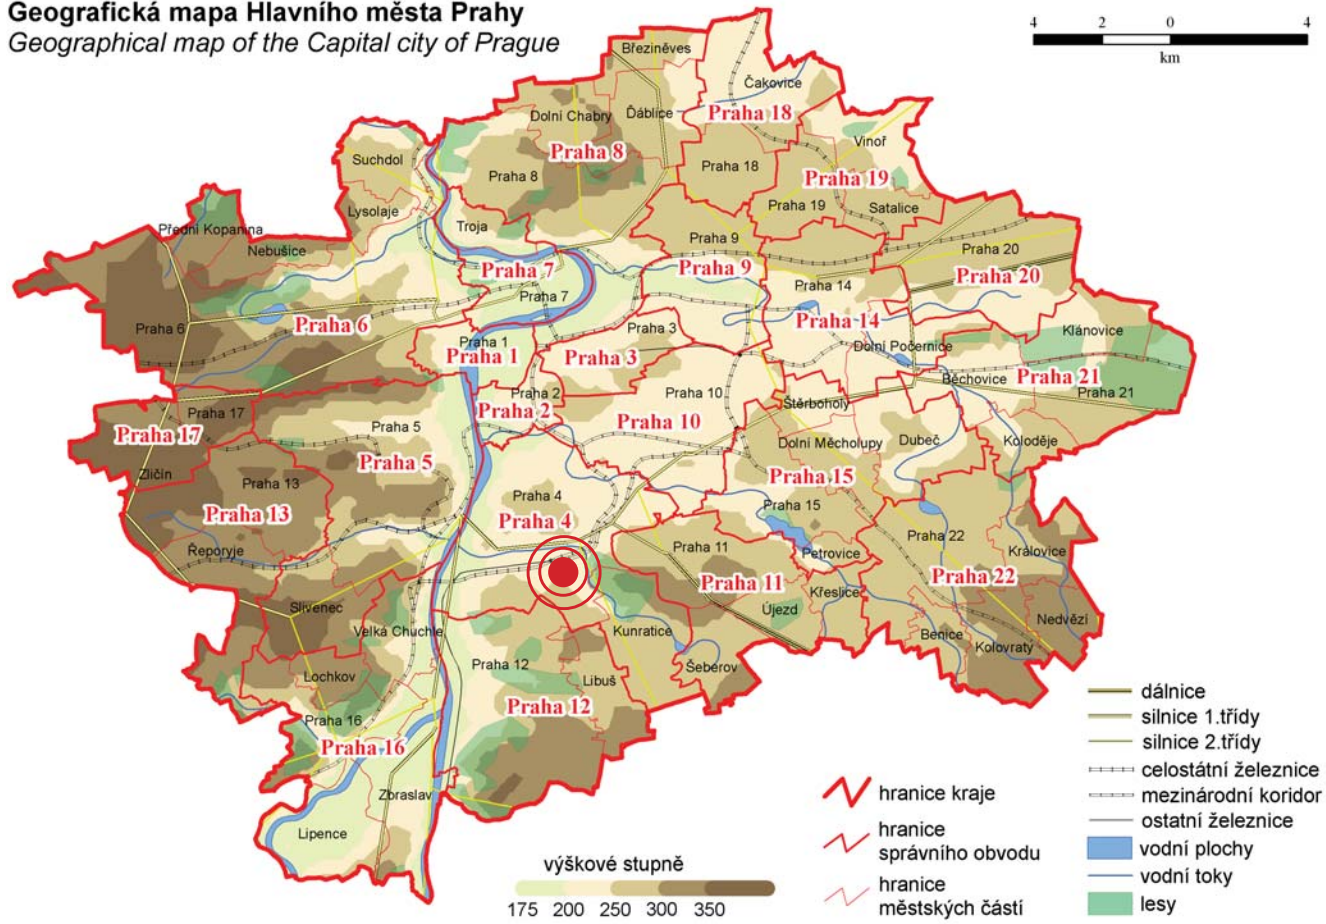 Geografická mapa Hlavního města Prahy
Geographical map of the Capital city of Prague
4 2 0 4
km
Březiněves
Čakovice
Praha 18
Dolní Chabry
Ďáblice
Praha 8
Vinoř
Suchdol
Praha 8
Praha 18
Praha 19
Praha 19
Satalice
Lysolaje
Troja
Přední Kopanina
Nebušice
Praha 9
Praha 20
Praha 7
Praha 9
Praha 20
Praha 7
Praha 14
Praha 6
Praha 6
Praha 14
Praha 3
Klánovice
Praha 1
Praha 1
Praha 3
Dolní Počernice
Běchovice
Praha 21
Praha 21
Praha 2
Praha 10
Praha 2
Štěrboholy
Praha 17
Praha 17
Praha 5
Praha 10
Dolní Měcholupy
Dubeč
Koloděje
Praha 5
Zličín
Praha 13
Praha 15
Praha 4
Praha 13
Praha 4
Praha 15
Řeporyje
Praha 11
Petrovice
Praha 22
Královice
Praha 11
Praha 22
Křeslice
Slivenec
Újezd
Nedvězí
Velká Chuchle
Kunratice
Benice
Kolovraty
Praha 12
Šeberov
Lochkov
Libuš
Praha 12
Praha 16
Praha 16
Zbraslav
Lipence
výškové stupně
175 200 250 300 350
hranice kraje
hranice
správního obvodu
hranice
městských částí
dálnice
silnice 1.třídy
silnice 2.třídy
celostátní železnice
mezinárodní koridor
ostatní železnice
vodní plochy
vodní toky
lesy